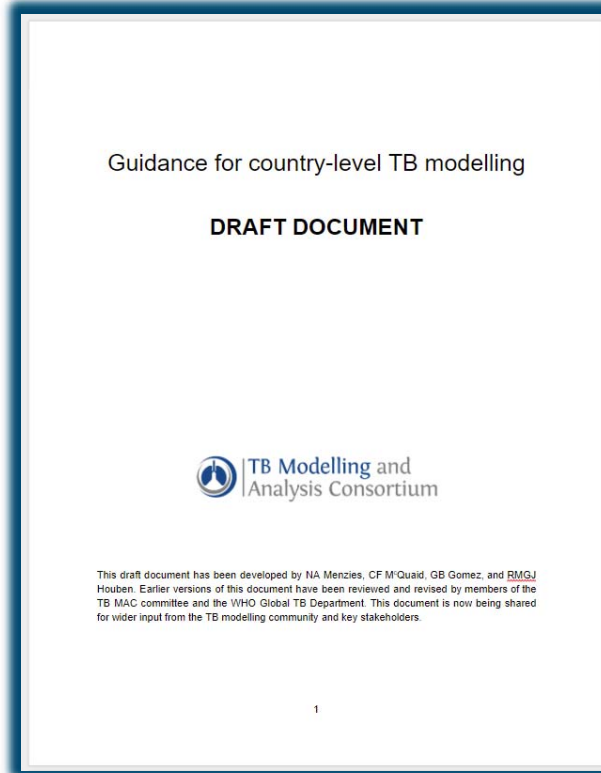 Guidance for country-level TB modelling
DRAFT DOCUMENT
TB Modelling and
Analysis Consortium
This draft document has been developed by NA Menzies, CF McQuaid, GB Gomez, and RMGJ
Houben. Earlier versions of this document have been reviewed and revised by members of the
TB MAC committee and the WHO Global TB Department. This document is now being shared
for wider input from the TB modelling community and key stakeholders.
1